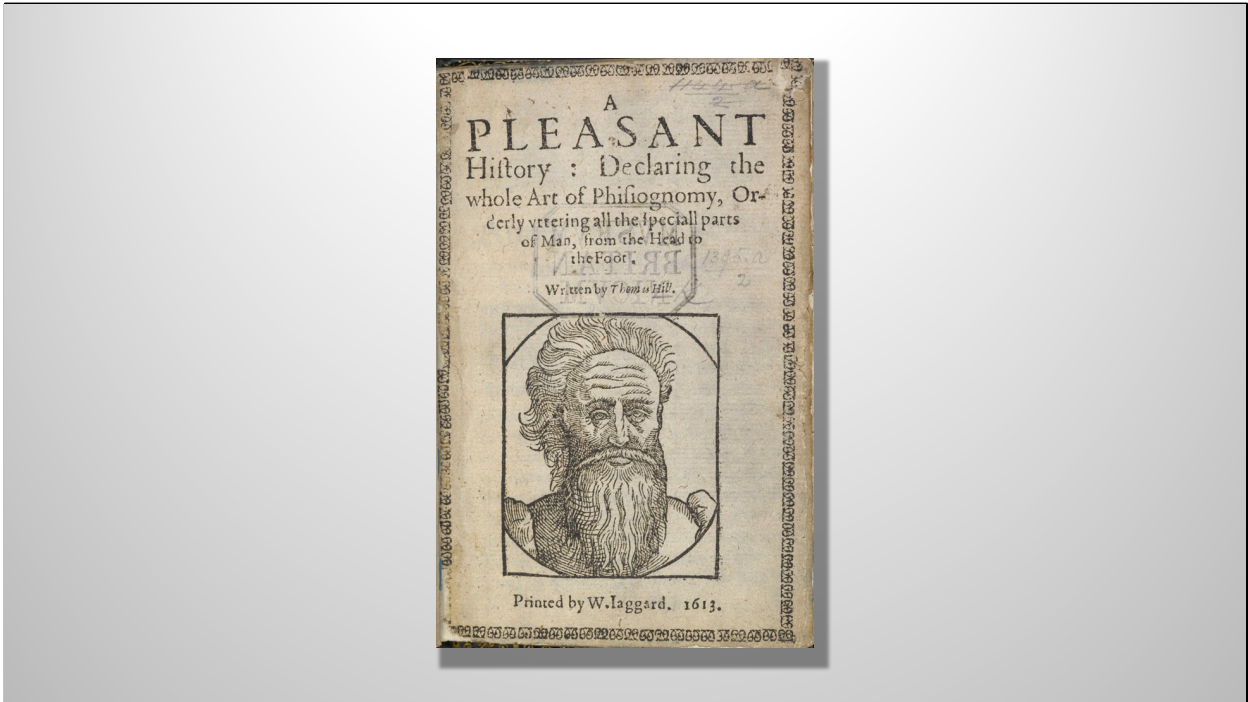 A
PLEASANT
Hiſtory : Declaring the
whole Art of Phiſiognomy, Or-
derly vttering all the ſpeciall parts
of Man, from the Head to
the Foot.
Written by Thomas Hill.
Printed by W. Iaggard. 1613.